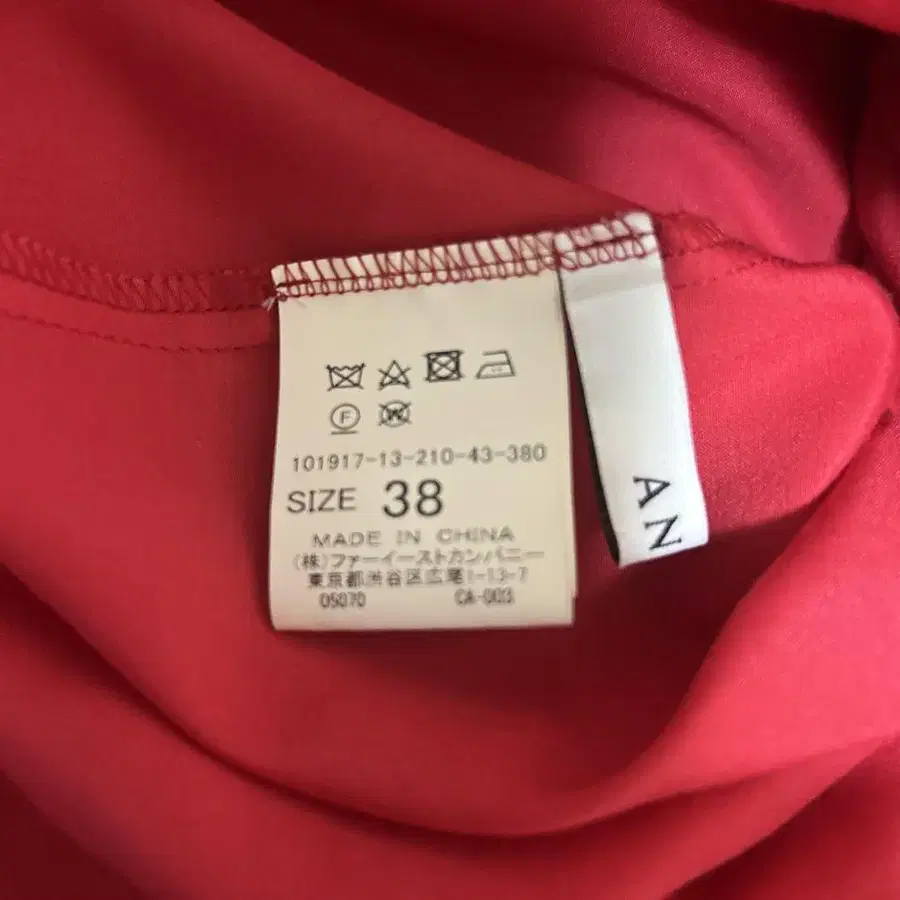 F W
101917-13-210-43-380
SIZE 38
MADE IN CHINA
(株)ファーイーストカンパニー
東京都渋谷区広尾1-13-7
05070 CA-003
AN